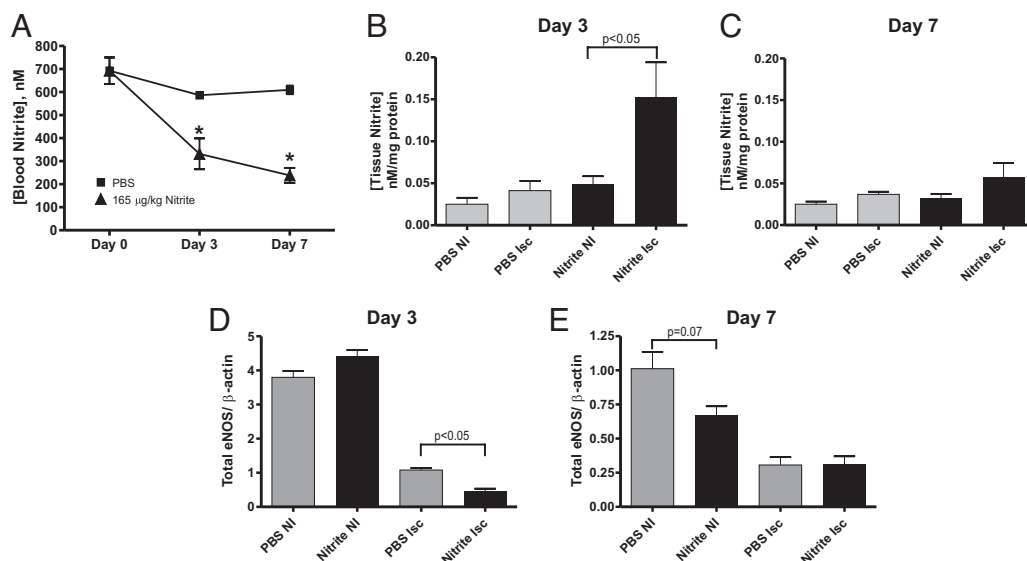 A
[Blood Nitrite], nM
800
700
600
500
400
300
200
100
0
*
*
PBS
165 µg/kg Nitrite
Day 0
Day 3
Day 7
B
Day 3
p<0.05
[Tissue Nitrite]
nM/mg protein
0.20
0.15
0.10
0.05
0.00
PBS NI
PBS Isc
Nitrite NI
Nitrite Isc
C
Day 7
[Tissue Nitrite]
nM/mg protein
0.20
0.15
0.10
0.05
0.00
PBS NI
PBS Isc
Nitrite NI
Nitrite Isc
D
Day 3
Total eNOS/ β-actin
5
4
3
2
1
0
p<0.05
PBS NI
Nitrite NI
PBS Isc
Nitrite Isc
E
Day 7
Total eNOS/ β-actin
1.25
1.00
0.75
0.50
0.25
0.00
p=0.07
PBS NI
Nitrite NI
PBS Isc
Nitrite Isc